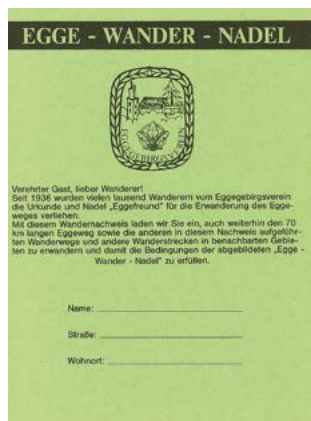 EGGE - WANDER - NADEL
EGGEGEBIRGSVEREIN
Verehrter Gast, lieber Wanderer!
Seit 1936 wurden vielen tausend Wanderern vom Eggegebirgsverein
die Urkunde und Nadel „Eggefreund" für die Erwanderung des Egge-
weges verliehen.
Mit diesem Wandernachweis laden wir Sie ein, auch weiterhin den 70
km langen Eggeweg sowie die anderen in diesem Nachweis aufgeführ-
ten Wanderwege und andere Wanderstrecken in benachbarten Gebie-
ten zu erwandern und damit die Bedingungen der abgebildeten „Egge -
Wander - Nadel" zu erfüllen.
Name:
Straße:
Wohnort: